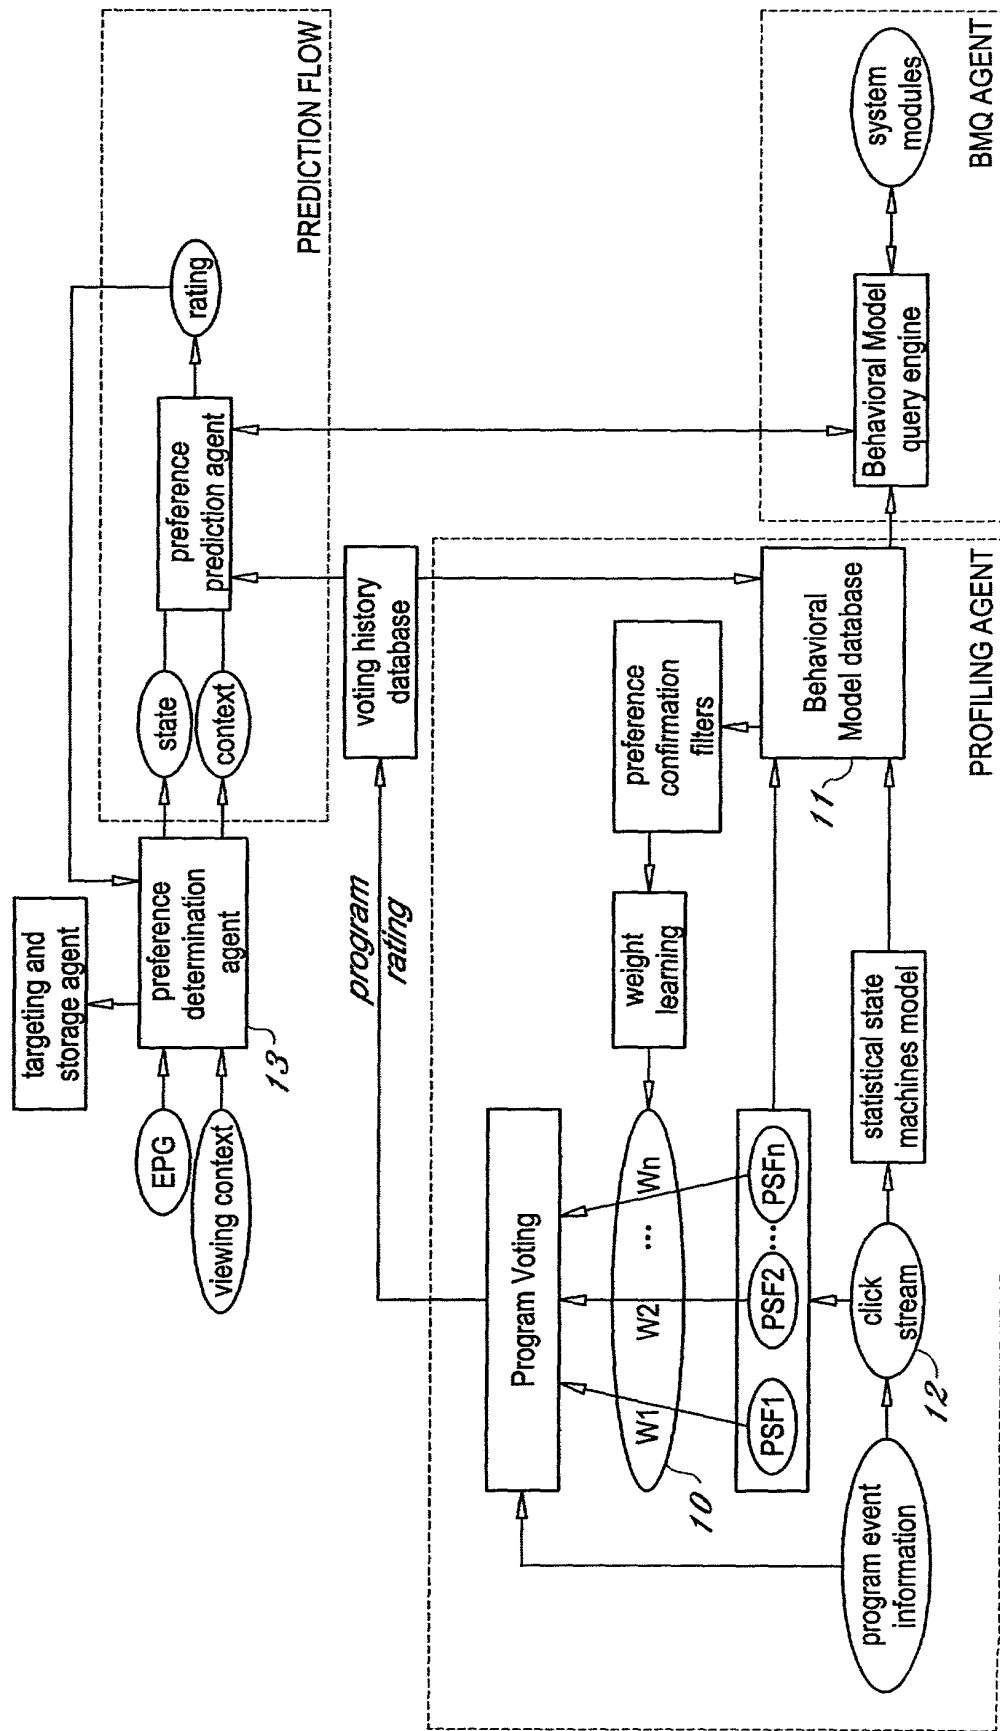 targeting and
storage agent
EPG
viewing context
preference
determination
agent
13
state
context
preference
prediction agent
rating
PREDICTION FLOW
program
rating
voting history
database
Program Voting
W1
W2
...
Wn
10
weight
learning
preference
confirmation
filters
PSF1
PSF2
...
PSFn
Behavioral
Model database
11
program event
information
click
stream
12
statistical state
machines model
PROFILING AGENT
Behavioral Model
query engine
system
modules
BMQ AGENT